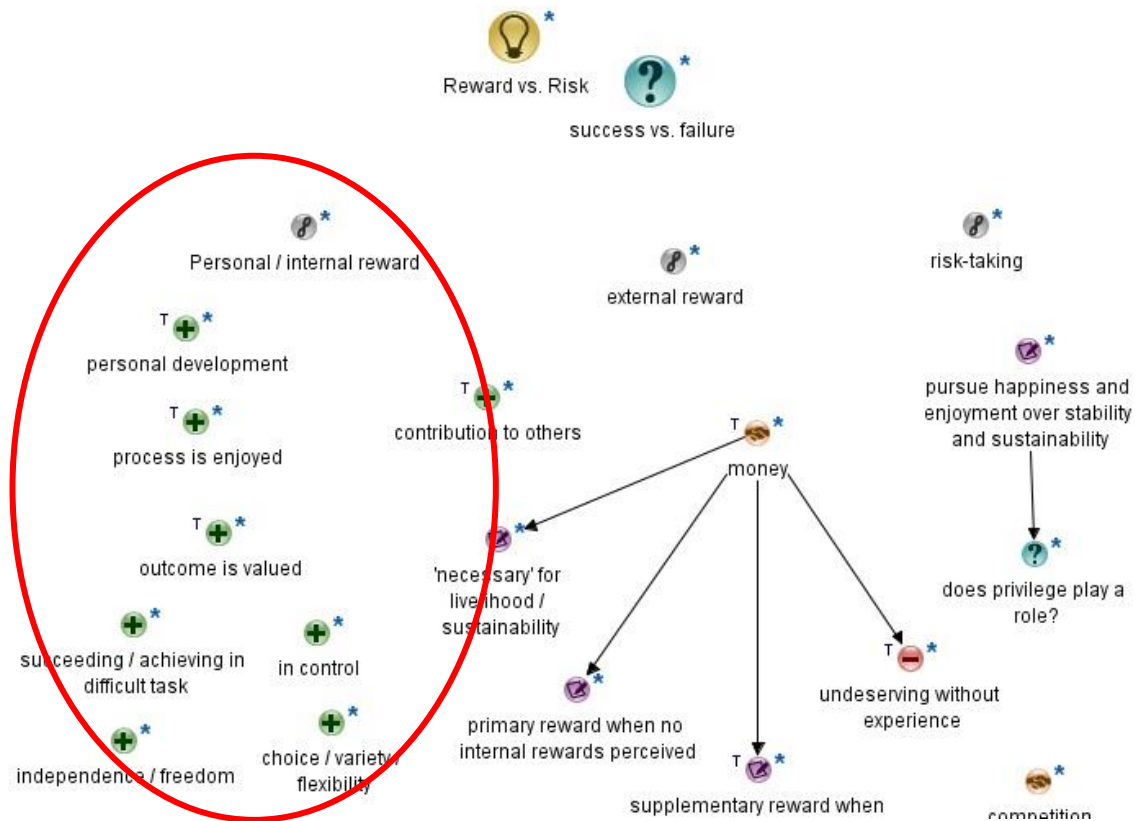 Reward vs. Risk
success vs. failure
Personal / internal reward
external reward
risk-taking
T
personal development
T
process is enjoyed
T
outcome is valued
succeeding / achieving in
difficult task
in control
independence / freedom
choice / variety /
flexibility
T
contribution to others
T
money
'necessary' for
livelihood /
sustainability
primary reward when no
internal rewards perceived
T
supplementary reward when
T
undeserving without
experience
pursue happiness and
enjoyment over stability
and sustainability
does privilege play a
role?
competition